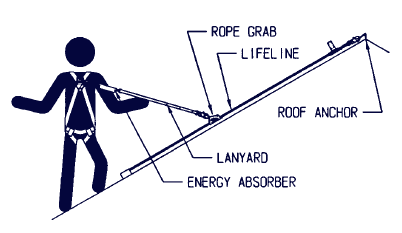 ROPE GRAB
LIFELINE
ROOF ANCHOR
LANYARD
ENERGY ABSORBER